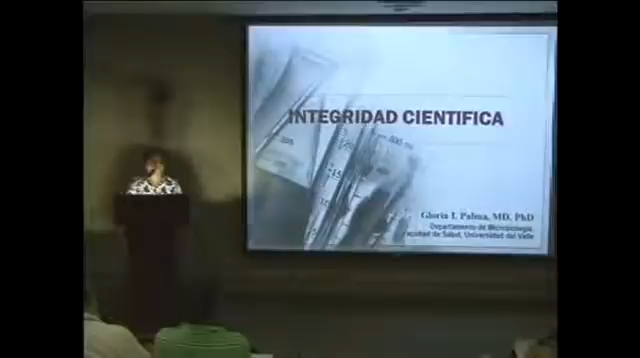 INTEGRIDAD CIENTIFICA
Gloria I. Palma, MD, PhD
Departamento de Microbiología,
Facultad de Salud, Universidad del Valle